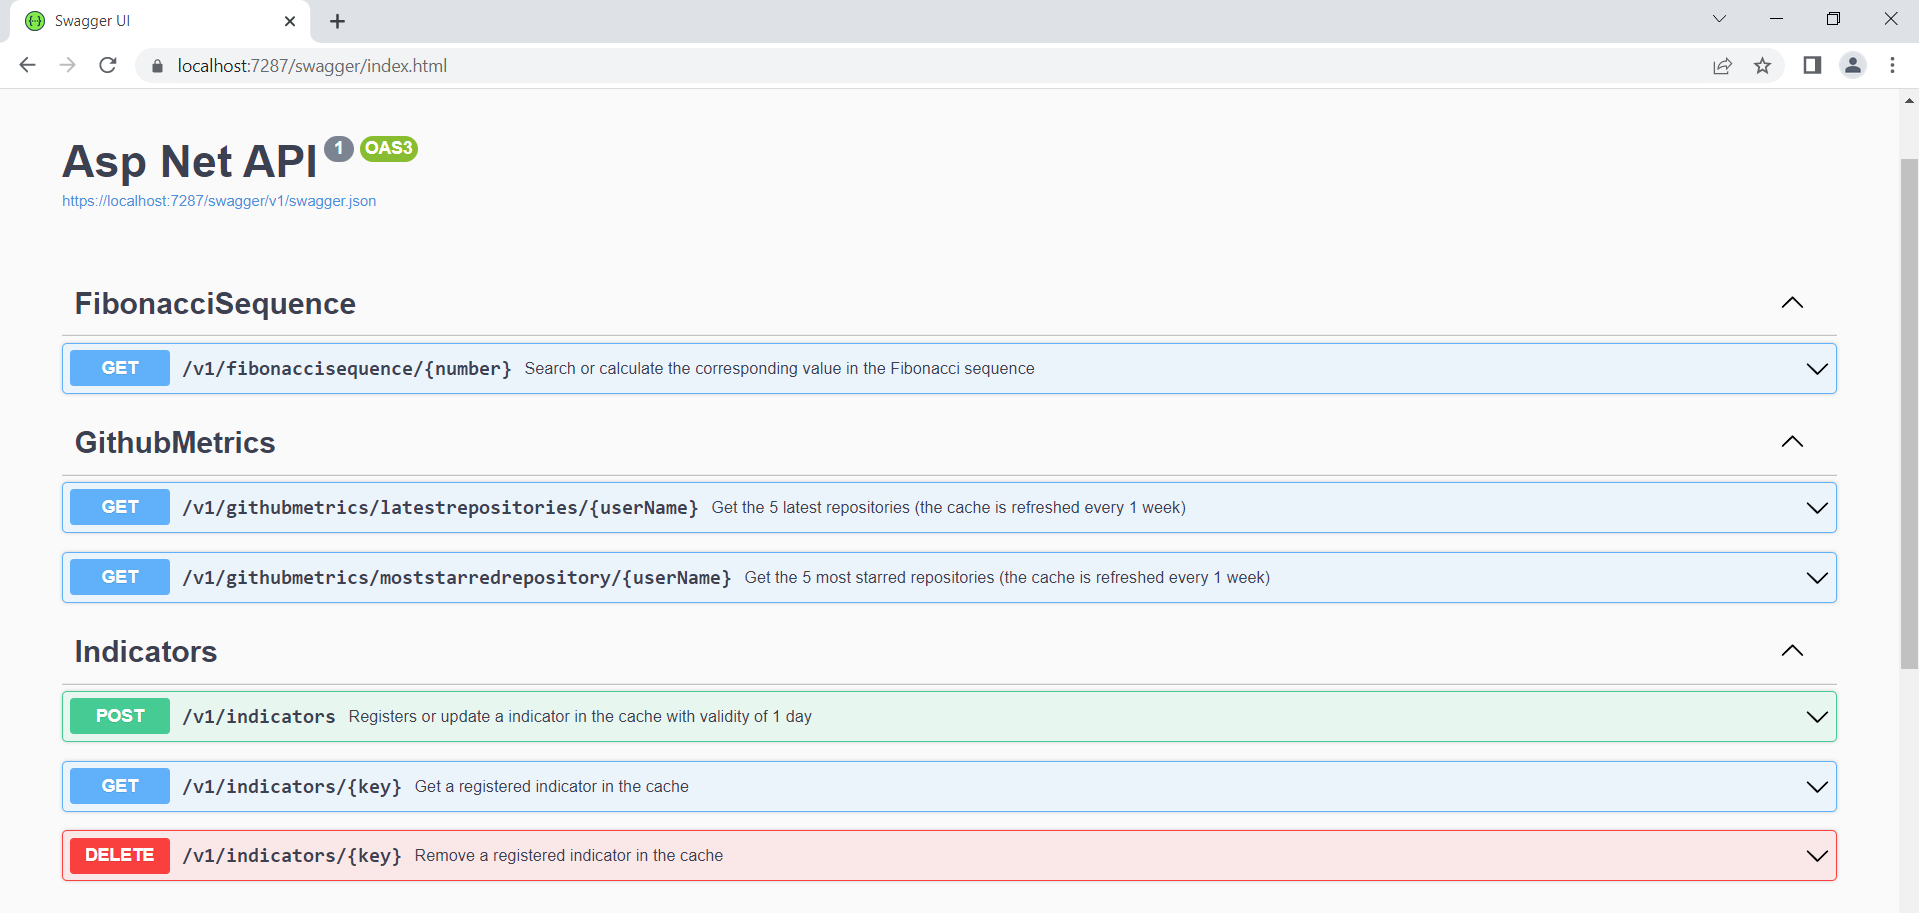 Swagger UI
localhost:7287/swagger/index.html
Asp Net API 1 OAS3
https://localhost:7287/swagger/v1/swagger.json
FibonacciSequence
GET /v1/fibonaccisequence/{number} Search or calculate the corresponding value in the Fibonacci sequence
GithubMetrics
GET /v1/githubmetrics/latestrepositories/{userName} Get the 5 latest repositories (the cache is refreshed every 1 week)
GET /v1/githubmetrics/moststarredrepository/{userName} Get the 5 most starred repositories (the cache is refreshed every 1 week)
Indicators
POST /v1/indicators Registers or update a indicator in the cache with validity of 1 day
GET /v1/indicators/{key} Get a registered indicator in the cache
DELETE /v1/indicators/{key} Remove a registered indicator in the cache